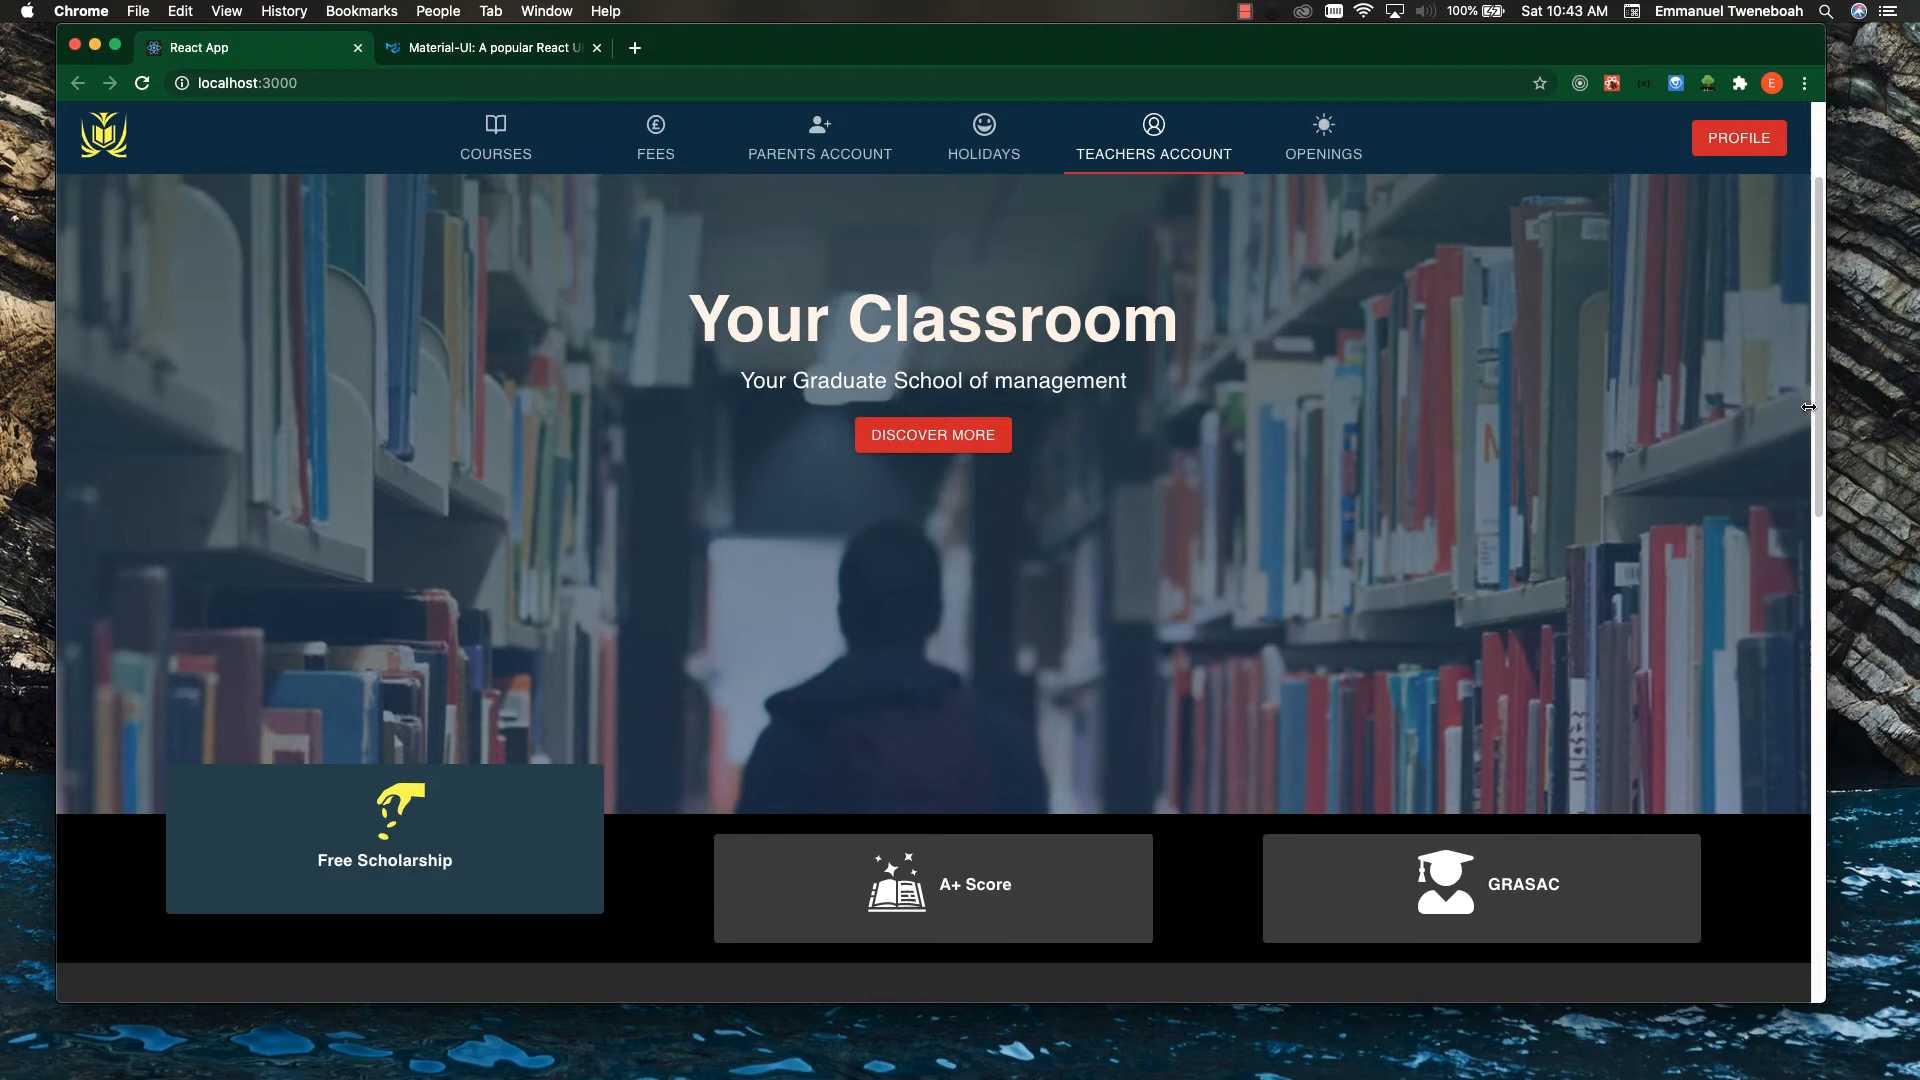 Chrome File Edit View History Bookmarks People Tab Window Help 100% Sat 10:43 AM Emmanuel Tweneboah
React App Material-UI: A popular React UI
localhost:3000 E
COURSES FEES PARENTS ACCOUNT HOLIDAYS TEACHERS ACCOUNT OPENINGS PROFILE
Your Classroom
Your Graduate School of management
DISCOVER MORE
Free Scholarship
A+ Score
GRASAC